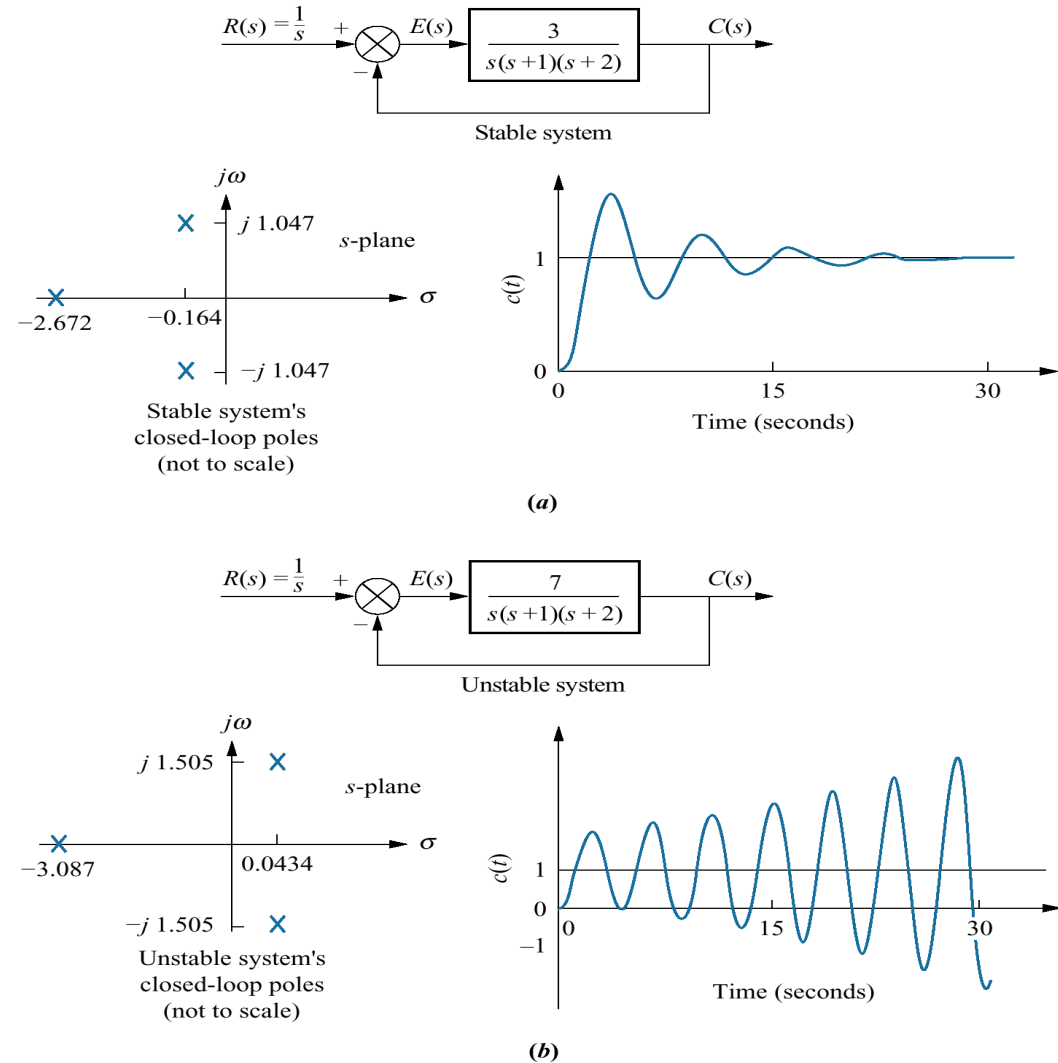 R(s) = 1/s
+
−
E(s)
3
s(s+1)(s+2)
C(s)
Stable system
jω
j 1.047
s-plane
σ
−2.672
−0.164
−j 1.047
Stable system's
closed-loop poles
(not to scale)
c(t)
1
0
0
15
30
Time (seconds)
(a)
R(s) = 1/s
+
−
E(s)
7
s(s+1)(s+2)
C(s)
Unstable system
jω
j 1.505
s-plane
σ
−3.087
0.0434
−j 1.505
Unstable system's
closed-loop poles
(not to scale)
c(t)
1
0
−1
0
15
30
Time (seconds)
(b)